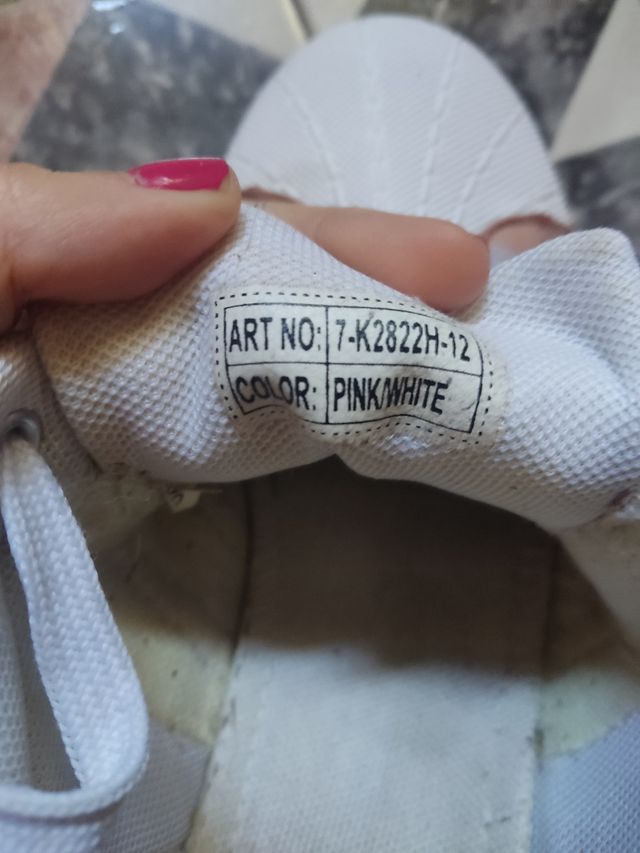 ART NO: 7-K2822H-12
COLOR: PINK/WHITE